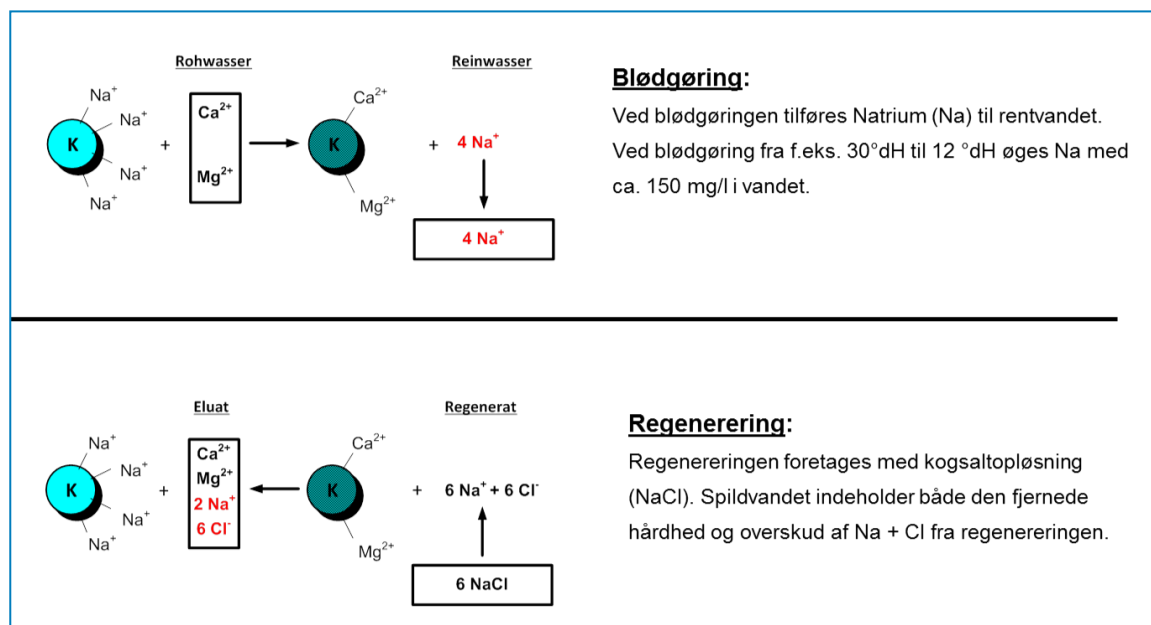 Rohwasser
Reinwasser
Na⁺
Na⁺
Na⁺
Na⁺
K
+
Ca²⁺
Mg²⁺
Ca²⁺
K
Mg²⁺
+
4 Na⁺
4 Na⁺
Blødgøring:
Ved blødgøringen tilføres Natrium (Na) til rentvandet.
Ved blødgøring fra f.eks. 30°dH til 12 °dH øges Na med
ca. 150 mg/l i vandet.
Eluat
Regenerat
Na⁺
Na⁺
Na⁺
Na⁺
K
+
Ca²⁺
Mg²⁺
2 Na⁺
6 Cl⁻
Ca²⁺
K
Mg²⁺
+
6 Na⁺ + 6 Cl⁻
6 NaCl
Regenerering:
Regenereringen foretages med kogsaltopløsning
(NaCl). Spildvandet indeholder både den fjernede
hårdhed og overskud af Na + Cl fra regenereringen.